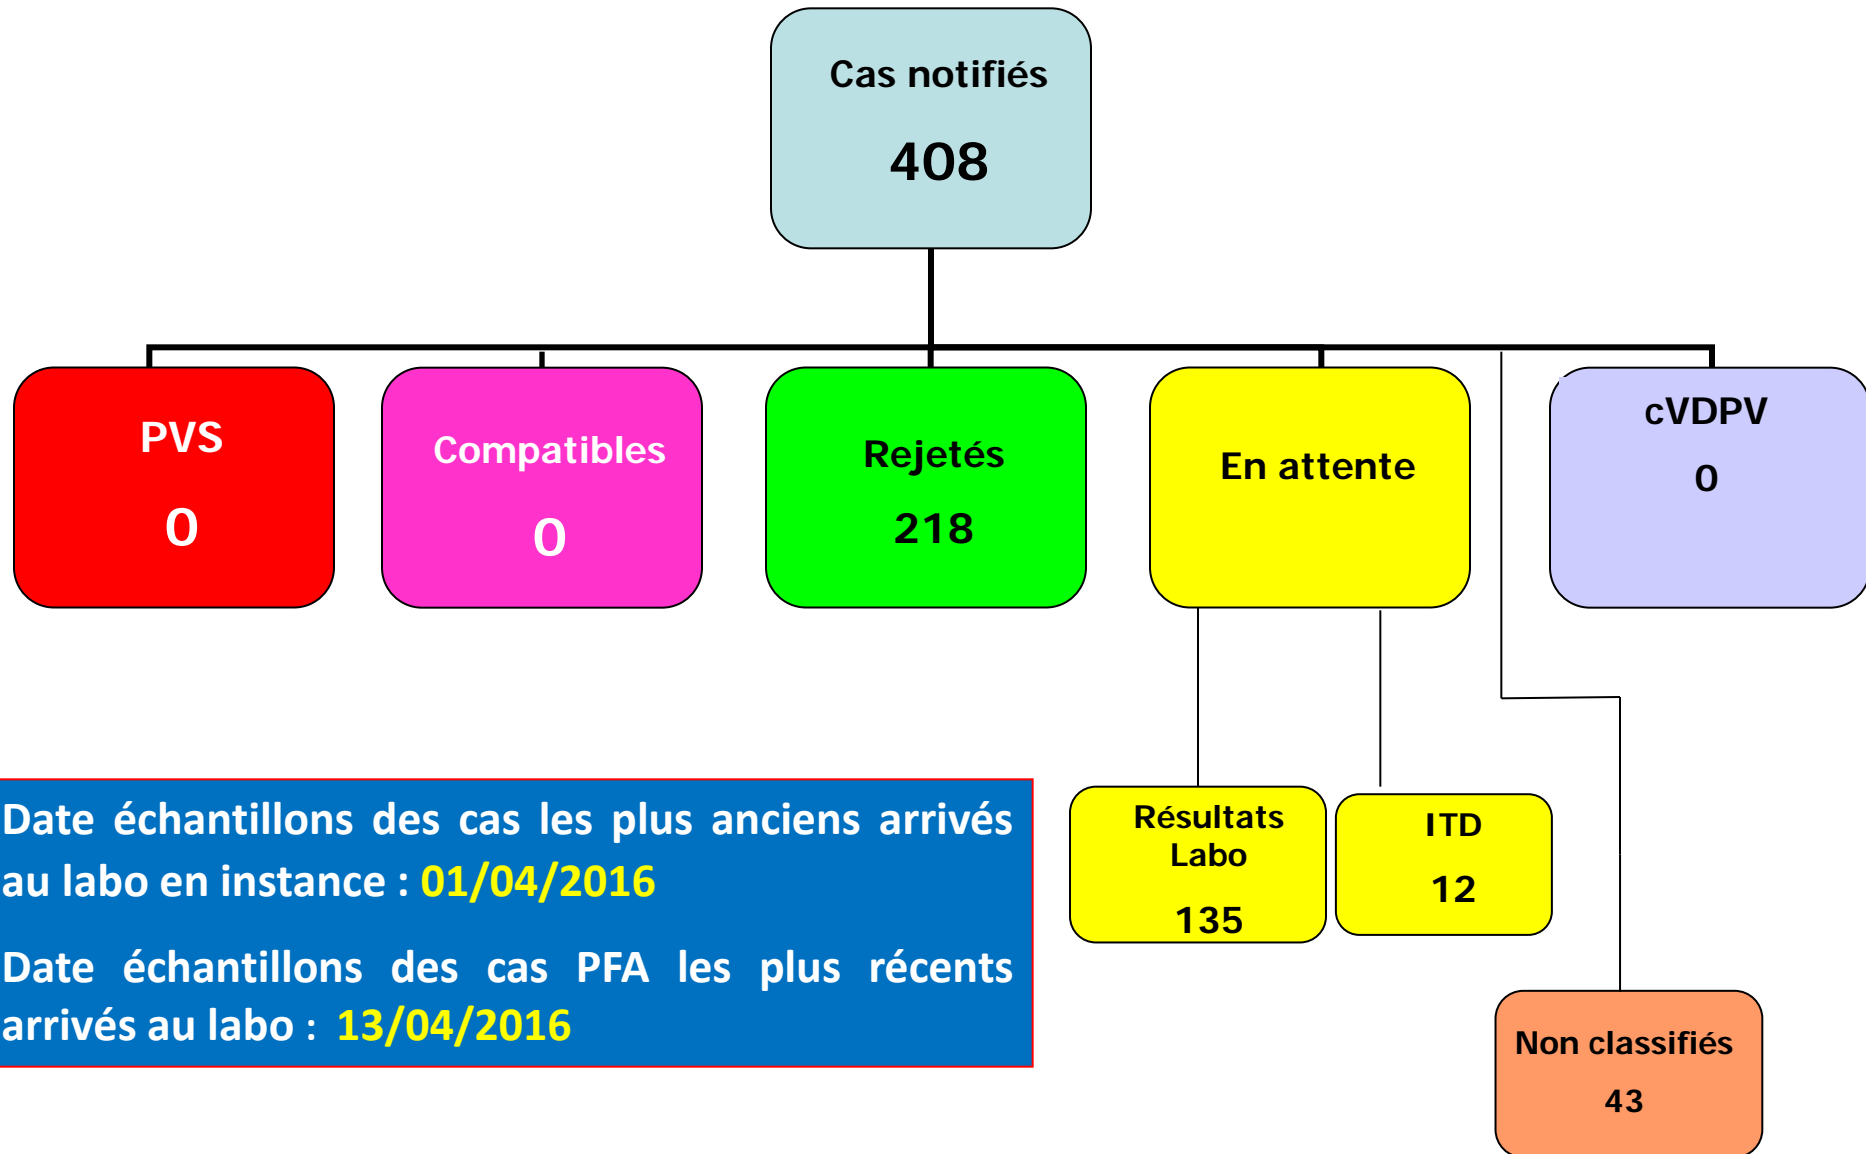 Cas notifiés
408
PVS
0
Compatibles
0
Rejetés
218
En attente
cVDPV
0
Résultats
Labo
135
ITD
12
Non classifiés
43
Date échantillons des cas les plus anciens arrivés
au labo en instance : 01/04/2016
Date échantillons des cas PFA les plus récents
arrivés au labo : 13/04/2016